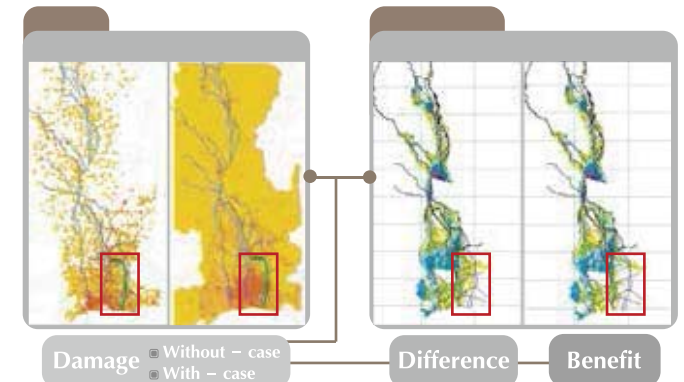 Damage
▣ Without – case
▣ With – case
Difference
Benefit